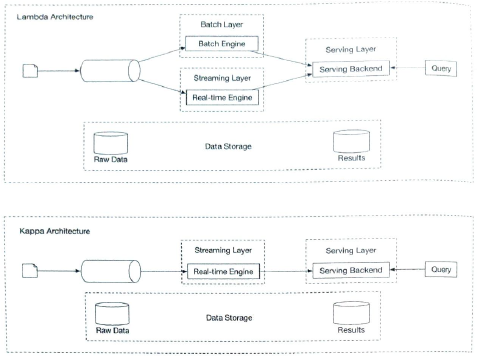 Lambda Architecture
Batch Layer
Batch Engine
Streaming Layer
Real-time Engine
Serving Layer
Serving Backend
Query
Raw Data
Data Storage
Results
Kappa Architecture
Streaming Layer
Real-time Engine
Serving Layer
Serving Backend
Query
Raw Data
Data Storage
Results